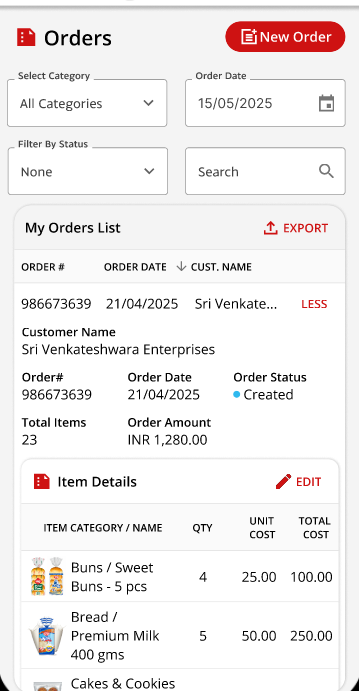 Orders
New Order
Select Category
Order Date
All Categories
15/05/2025
Filter By Status
None
Search
My Orders List
EXPORT
ORDER #
ORDER DATE
CUST. NAME
986673639
21/04/2025
Sri Venkate...
LESS
Customer Name
Sri Venkateshwara Enterprises
Order#
Order Date
Order Status
986673639
21/04/2025
Created
Total Items
Order Amount
23
INR 1,280.00
Item Details
EDIT
ITEM CATEGORY / NAME
QTY
UNIT
COST
TOTAL
COST
Buns / Sweet
Buns - 5 pcs
4
25.00
100.00
Bread /
Premium Milk
400 gms
5
50.00
250.00
Cakes & Cookies